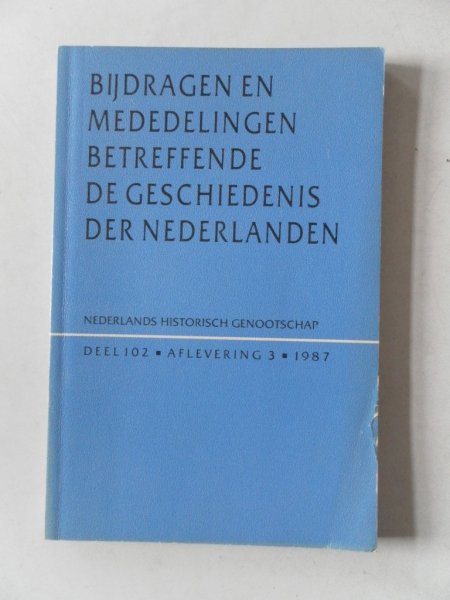 BIJDRAGEN EN
MEDEDELINGEN
BETREFFENDE
DE GESCHIEDENIS
DER NEDERLANDEN
NEDERLANDS HISTORISCH GENOOTSCHAP
DEEL 102 ▪ AFLEVERING 3 ▪ 1987